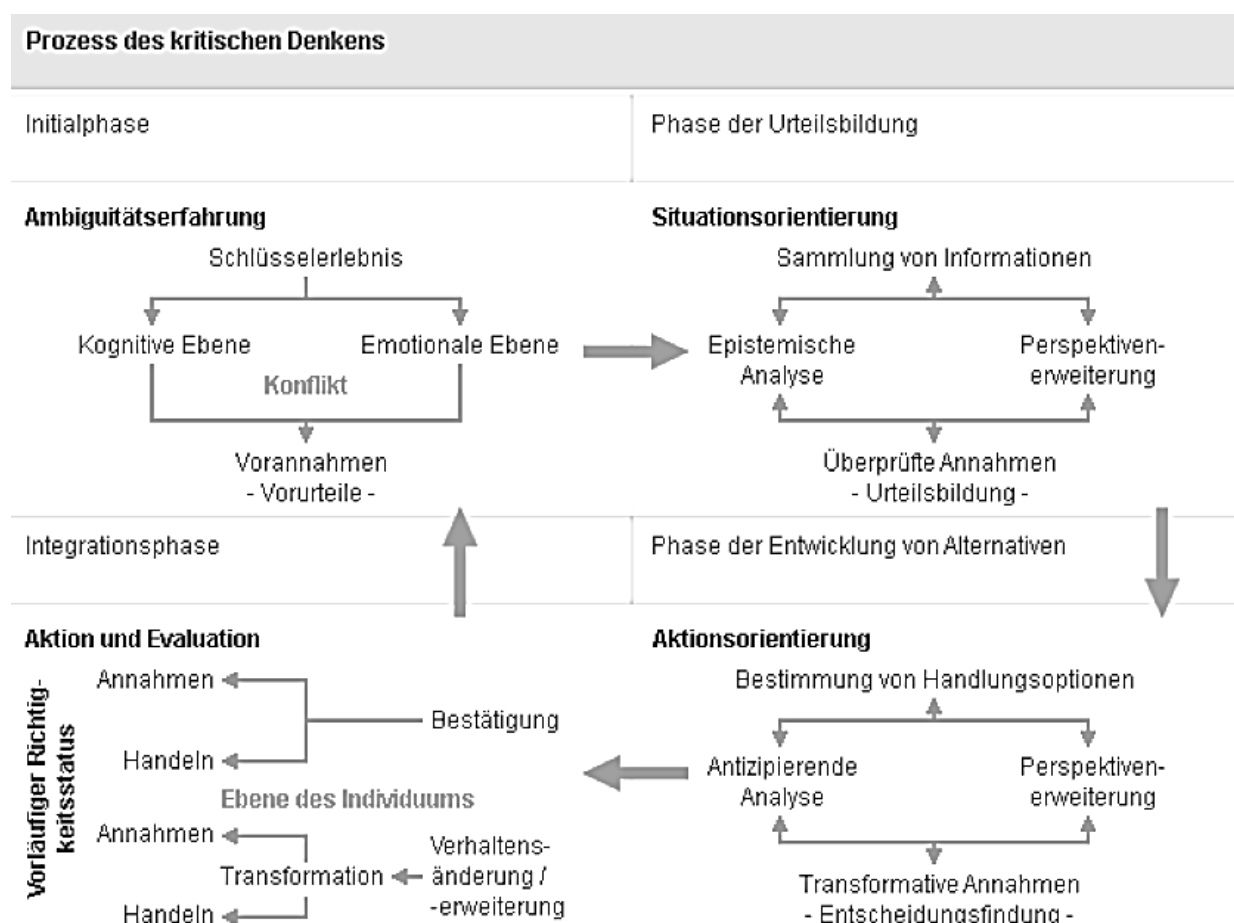 Prozess des kritischen Denkens
Initialphase
Phase der Urteilsbildung
Ambiguitätserfahrung
Schlüsselerlebnis
Kognitive Ebene
Emotionale Ebene
Konflikt
Vorannahmen
- Vorurteile -
Situationsorientierung
Sammlung von Informationen
Epistemische
Analyse
Perspektiven-
erweiterung
Überprüfte Annahmen
- Urteilsbildung -
Integrationsphase
Phase der Entwicklung von Alternativen
Aktion und Evaluation
Vorläufiger Richtig-
keitsstatus
Annahmen
Bestätigung
Handeln
Ebene des Individuums
Annahmen
Transformation
Verhaltens-
änderung /
-erweiterung
Handeln
Aktionsorientierung
Bestimmung von Handlungsoptionen
Antizipierende
Analyse
Perspektiven-
erweiterung
Transformative Annahmen
- Entscheidungsfindung -